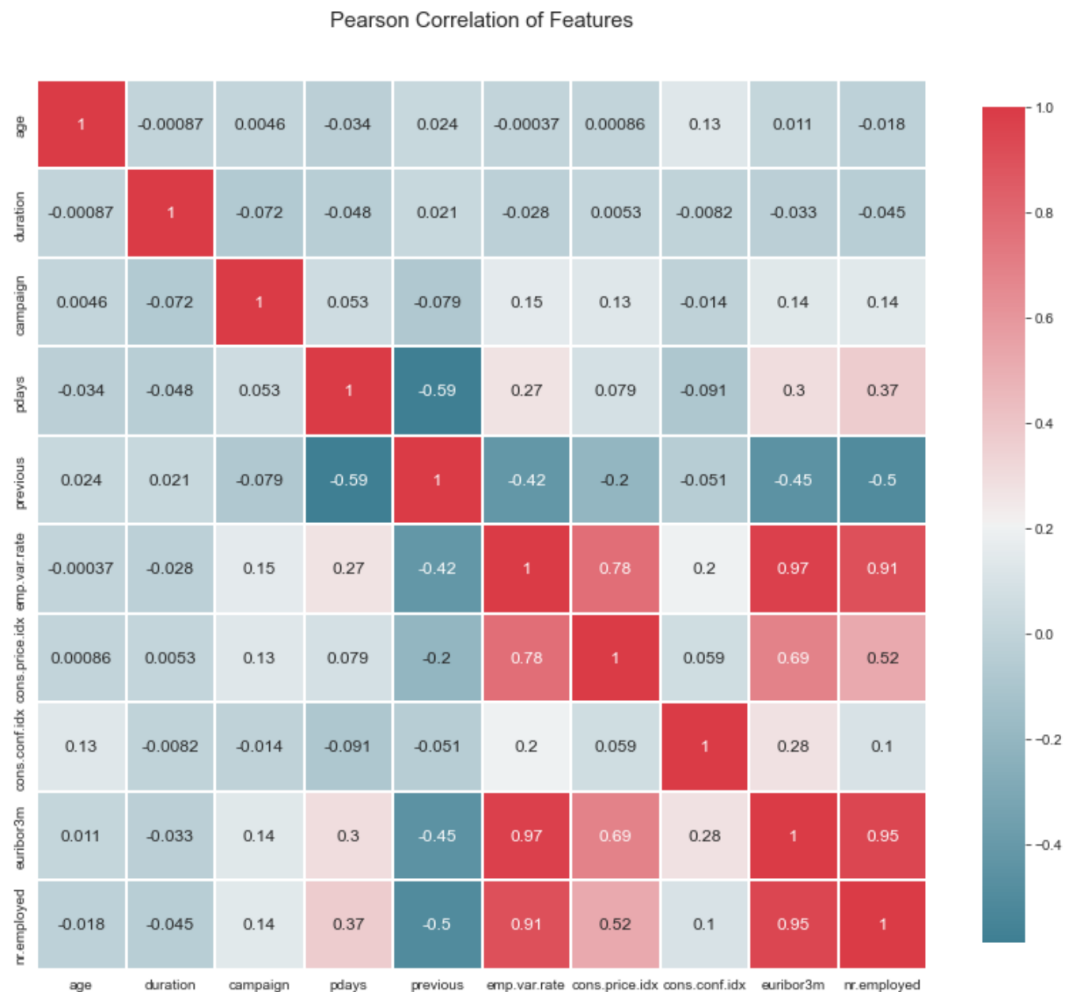 Pearson Correlation of Features
age 1 -0.00087 0.0046 -0.034 0.024 -0.00037 0.00086 0.13 0.011 -0.018
duration -0.00087 1 -0.072 -0.048 0.021 -0.028 0.0053 -0.0082 -0.033 -0.045
campaign 0.0046 -0.072 1 0.053 -0.079 0.15 0.13 -0.014 0.14 0.14
pdays -0.034 -0.048 0.053 1 -0.59 0.27 0.079 -0.091 0.3 0.37
previous 0.024 0.021 -0.079 -0.59 1 -0.42 -0.2 -0.051 -0.45 -0.5
emp.var.rate -0.00037 -0.028 0.15 0.27 -0.42 1 0.78 0.2 0.97 0.91
cons.price.idx 0.00086 0.0053 0.13 0.079 -0.2 0.78 1 0.059 0.69 0.52
cons.conf.idx 0.13 -0.0082 -0.014 -0.091 -0.051 0.2 0.059 1 0.28 0.1
euribor3m 0.011 -0.033 0.14 0.3 -0.45 0.97 0.69 0.28 1 0.95
nr.employed -0.018 -0.045 0.14 0.37 -0.5 0.91 0.52 0.1 0.95 1
age duration campaign pdays previous emp.var.rate cons.price.idx cons.conf.idx euribor3m nr.employed
1.0
0.8
0.6
0.4
0.2
0.0
−0.2
−0.4